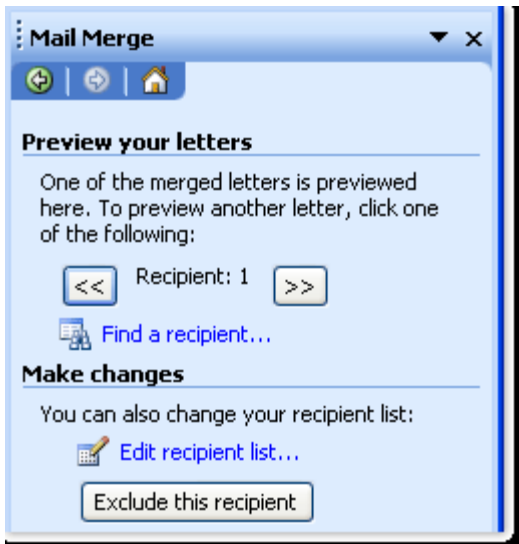 Mail Merge
Preview your letters
One of the merged letters is previewed
here. To preview another letter, click one
of the following:
<< Recipient: 1 >>
Find a recipient...
Make changes
You can also change your recipient list:
Edit recipient list...
Exclude this recipient